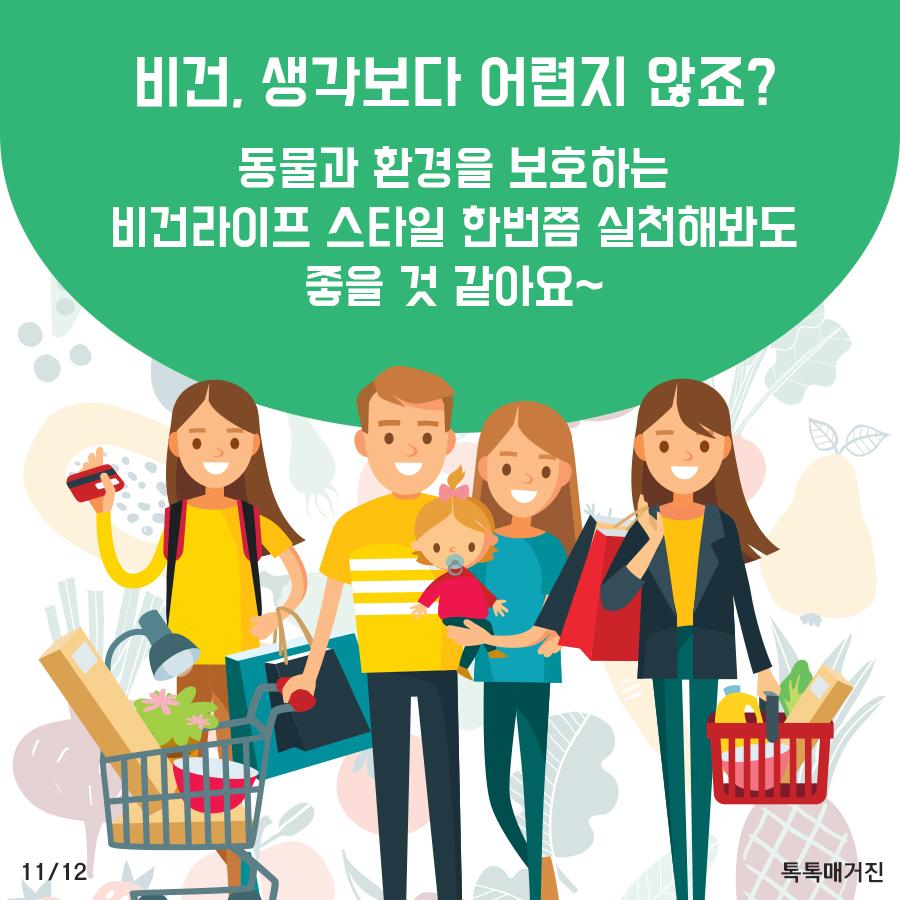 비건, 생각보다 어렵지 않죠?
동물과 환경을 보호하는
비건라이프 스타일 한번쯤 실천해봐도
좋을 것 같아요~
11/12
톡톡매거진